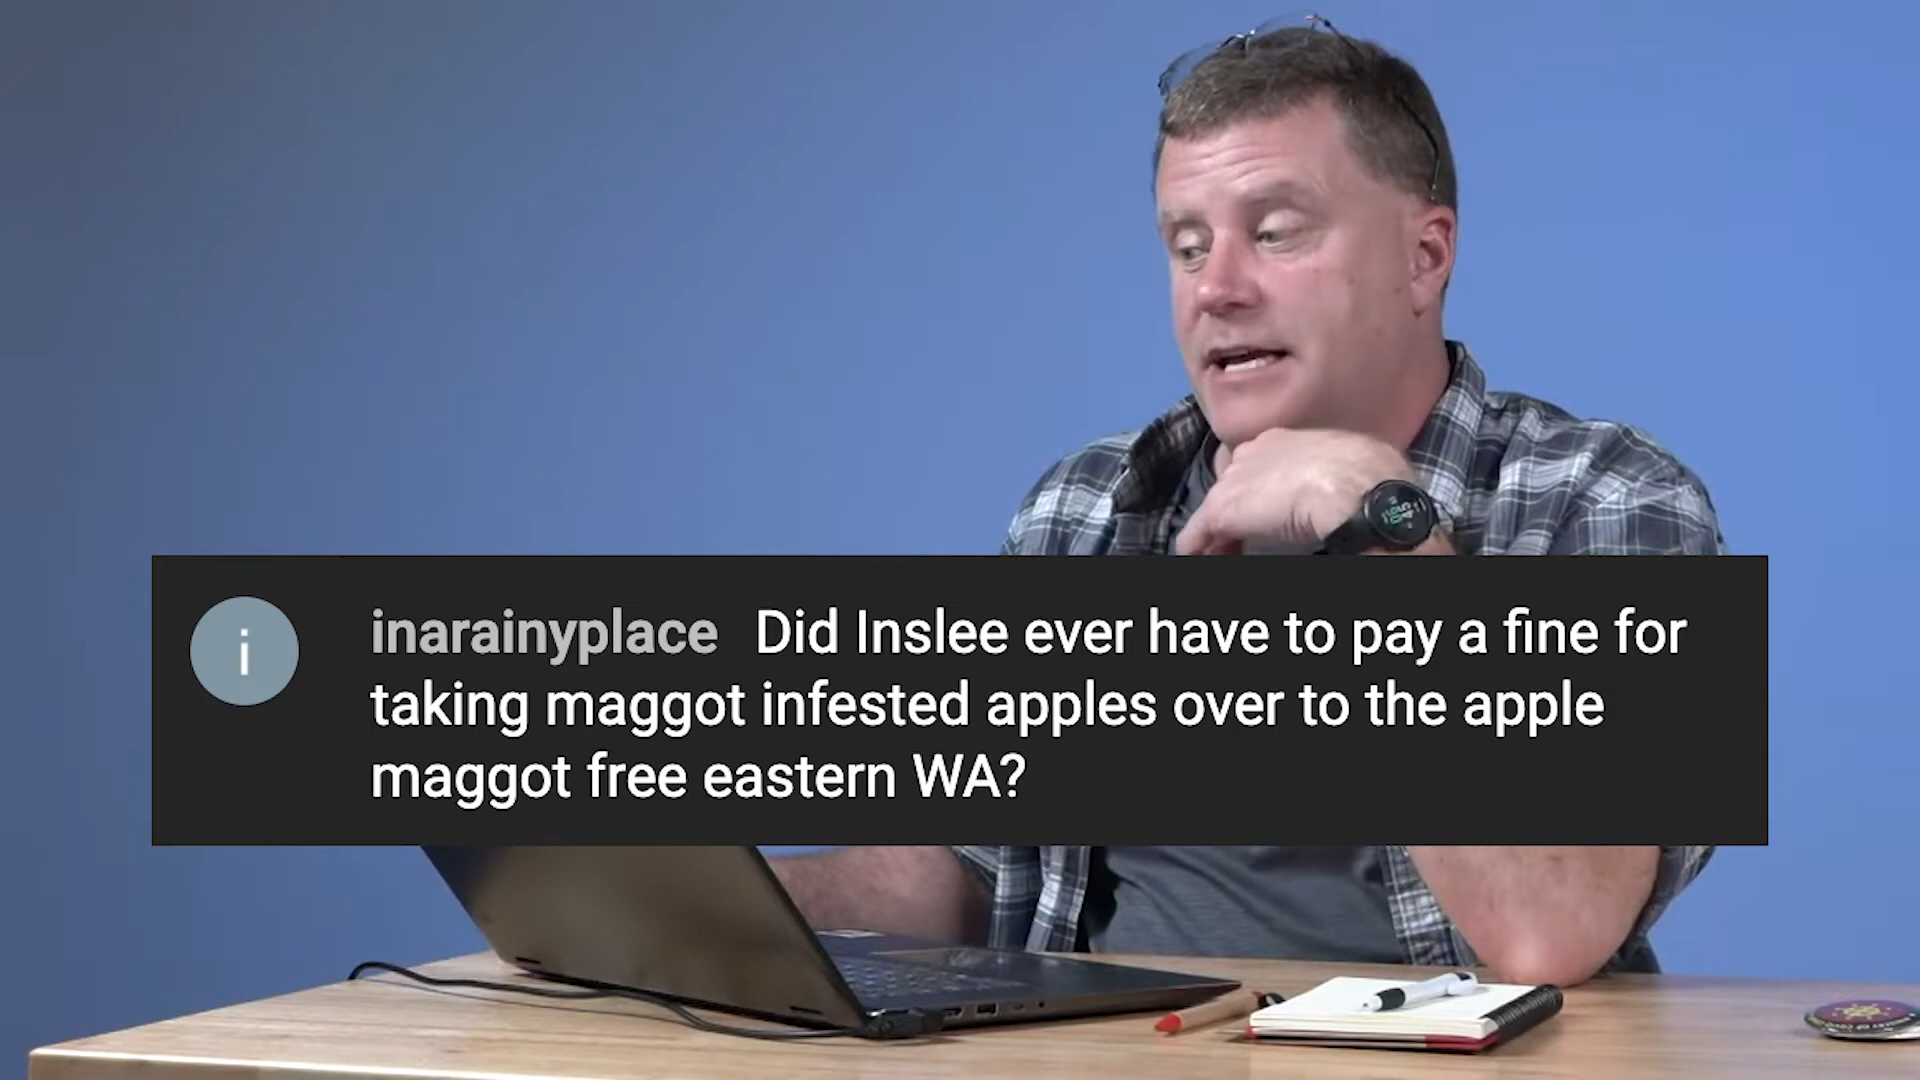 i
inarainyplace Did Inslee ever have to pay a fine for
taking maggot infested apples over to the apple
maggot free eastern WA?